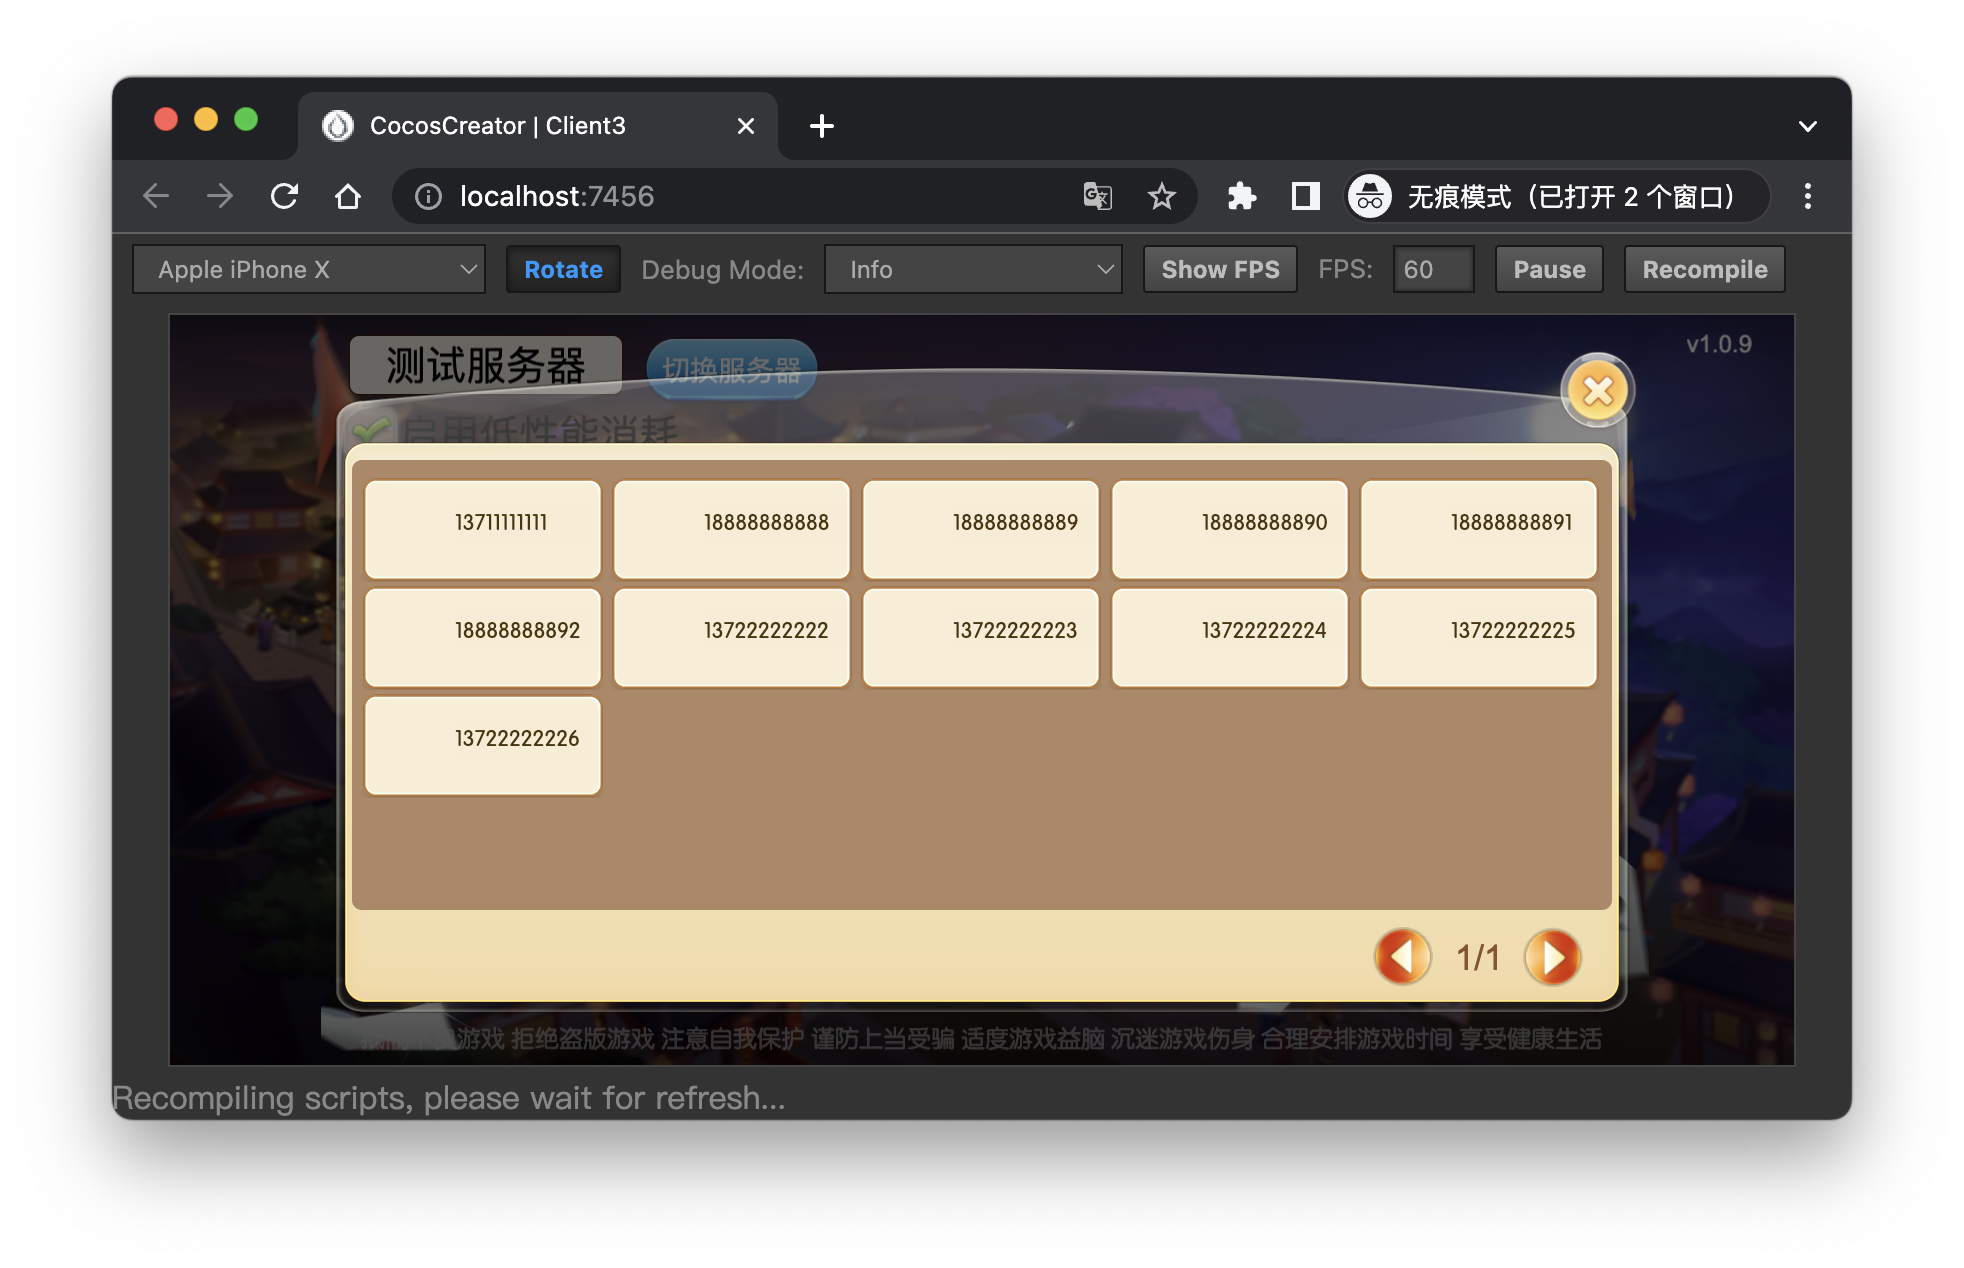 CocosCreator | Client3
localhost:7456
无痕模式（已打开 2 个窗口）
Apple iPhone X
Rotate
Debug Mode:
Info
Show FPS
FPS:
60
Pause
Recompile
测试服务器
切换服务器
v1.0.9
启用低性能消耗
13711111111
18888888888
18888888889
18888888890
18888888891
18888888892
13722222222
13722222223
13722222224
13722222225
13722222226
1/1
游戏 拒绝盗版游戏 注意自我保护 谨防上当受骗 适度游戏益脑 沉迷游戏伤身 合理安排游戏时间 享受健康生活
Recompiling scripts, please wait for refresh...